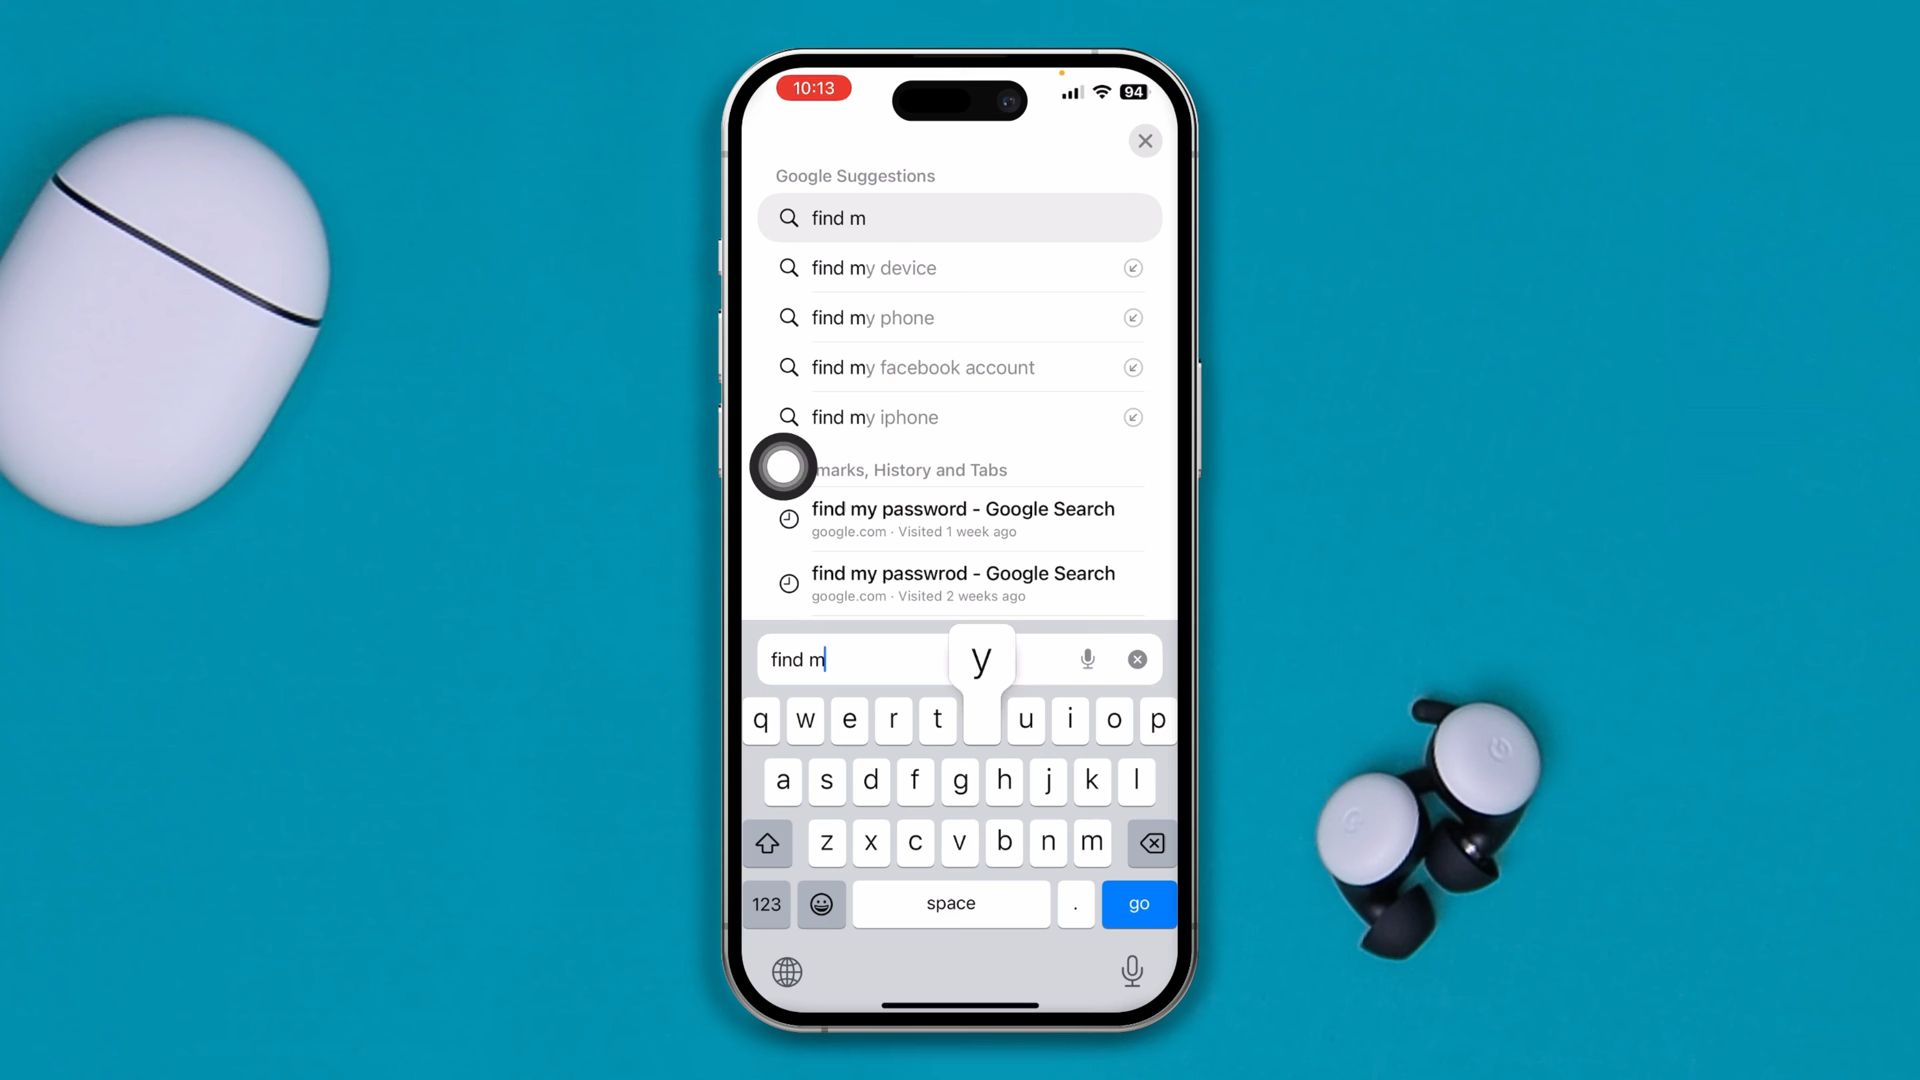 10:13
94
Google Suggestions
find m
find my device
find my phone
find my facebook account
find my iphone
marks, History and Tabs
find my password - Google Search
google.com · Visited 1 week ago
find my passwrod - Google Search
google.com · Visited 2 weeks ago
find m
y
q w e r t u i o p
a s d f g h j k l
z x c v b n m
123 space . go